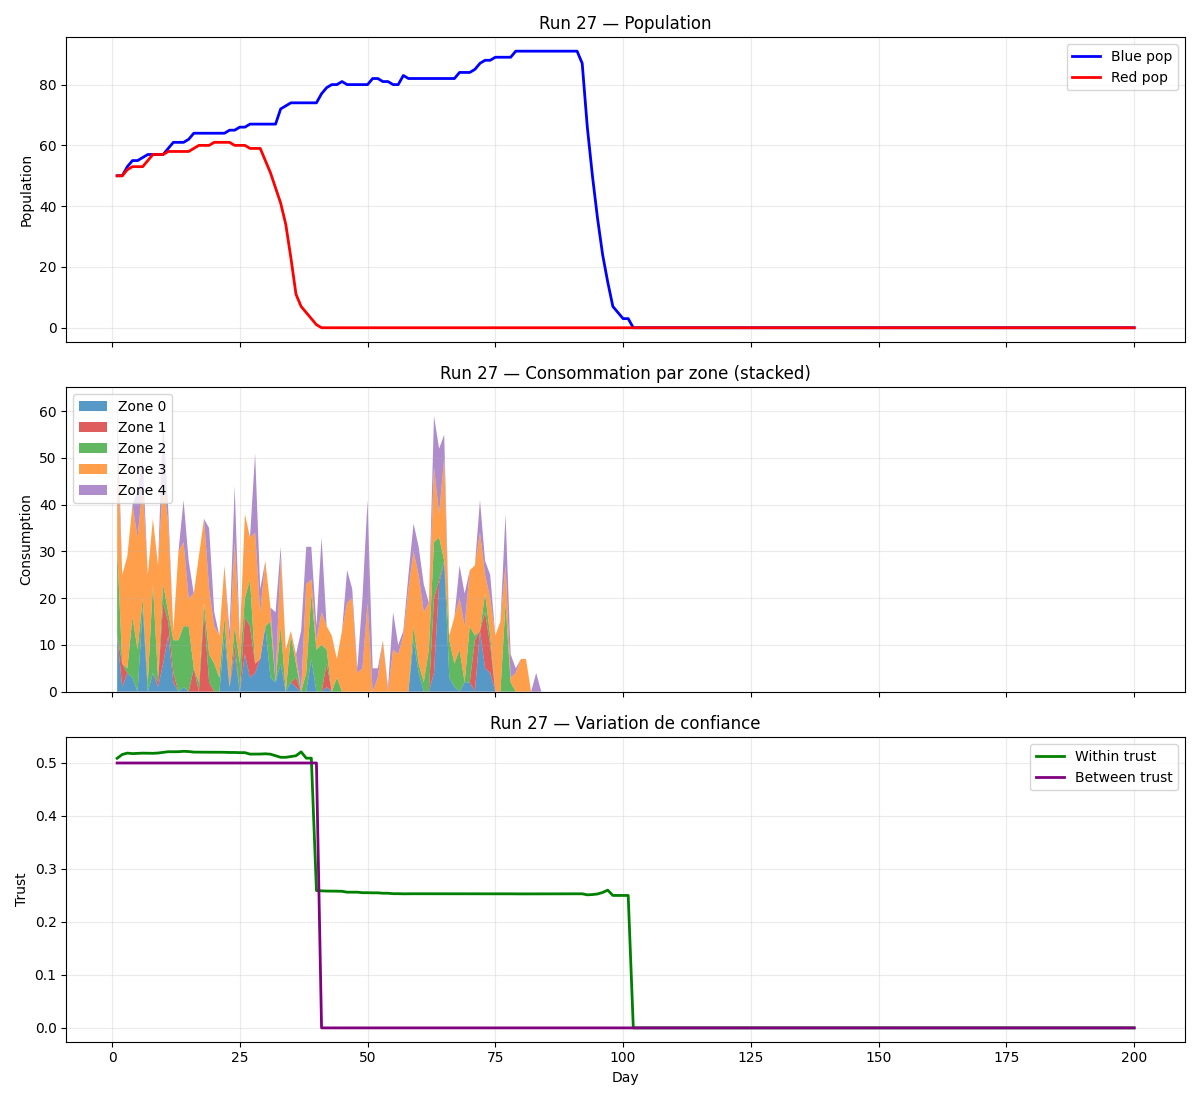 Run 27 — Population
Population
80
60
40
20
0
Blue pop
Red pop
Run 27 — Consommation par zone (stacked)
Consumption
60
50
40
30
20
10
0
Zone 0
Zone 1
Zone 2
Zone 3
Zone 4
Run 27 — Variation de confiance
Trust
0.5
0.4
0.3
0.2
0.1
0.0
Within trust
Between trust
0 25 50 75 100 125 150 175 200
Day